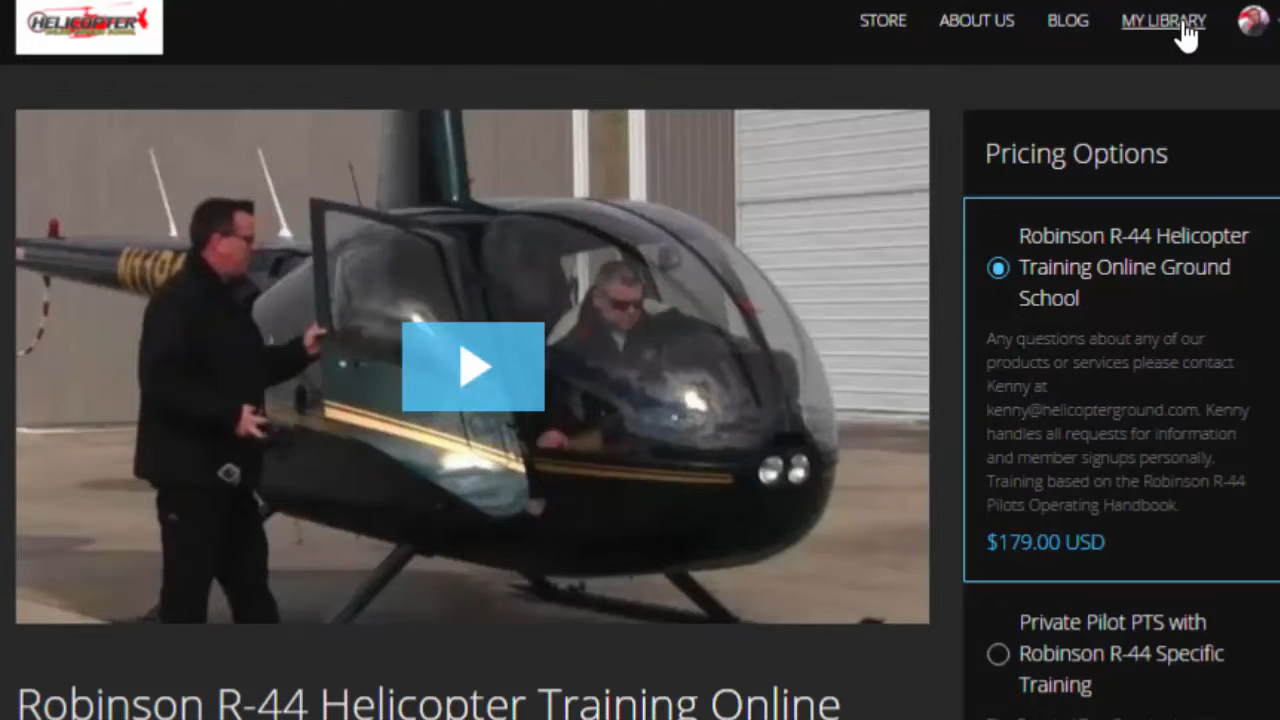 HELICOPTER
STORE ABOUT US BLOG MY LIBRARY
Pricing Options
Robinson R-44 Helicopter
Training Online Ground
School
Any questions about any of our
products or services please contact
Kenny at
kenny@helicopterground.com. Kenny
handles all requests for information
and member signups personally.
Training based on the Robinson R-44
Pilots Operating Handbook.
$179.00 USD
Private Pilot PTS with
Robinson R-44 Specific
Training
Robinson R-44 Helicopter Training Online